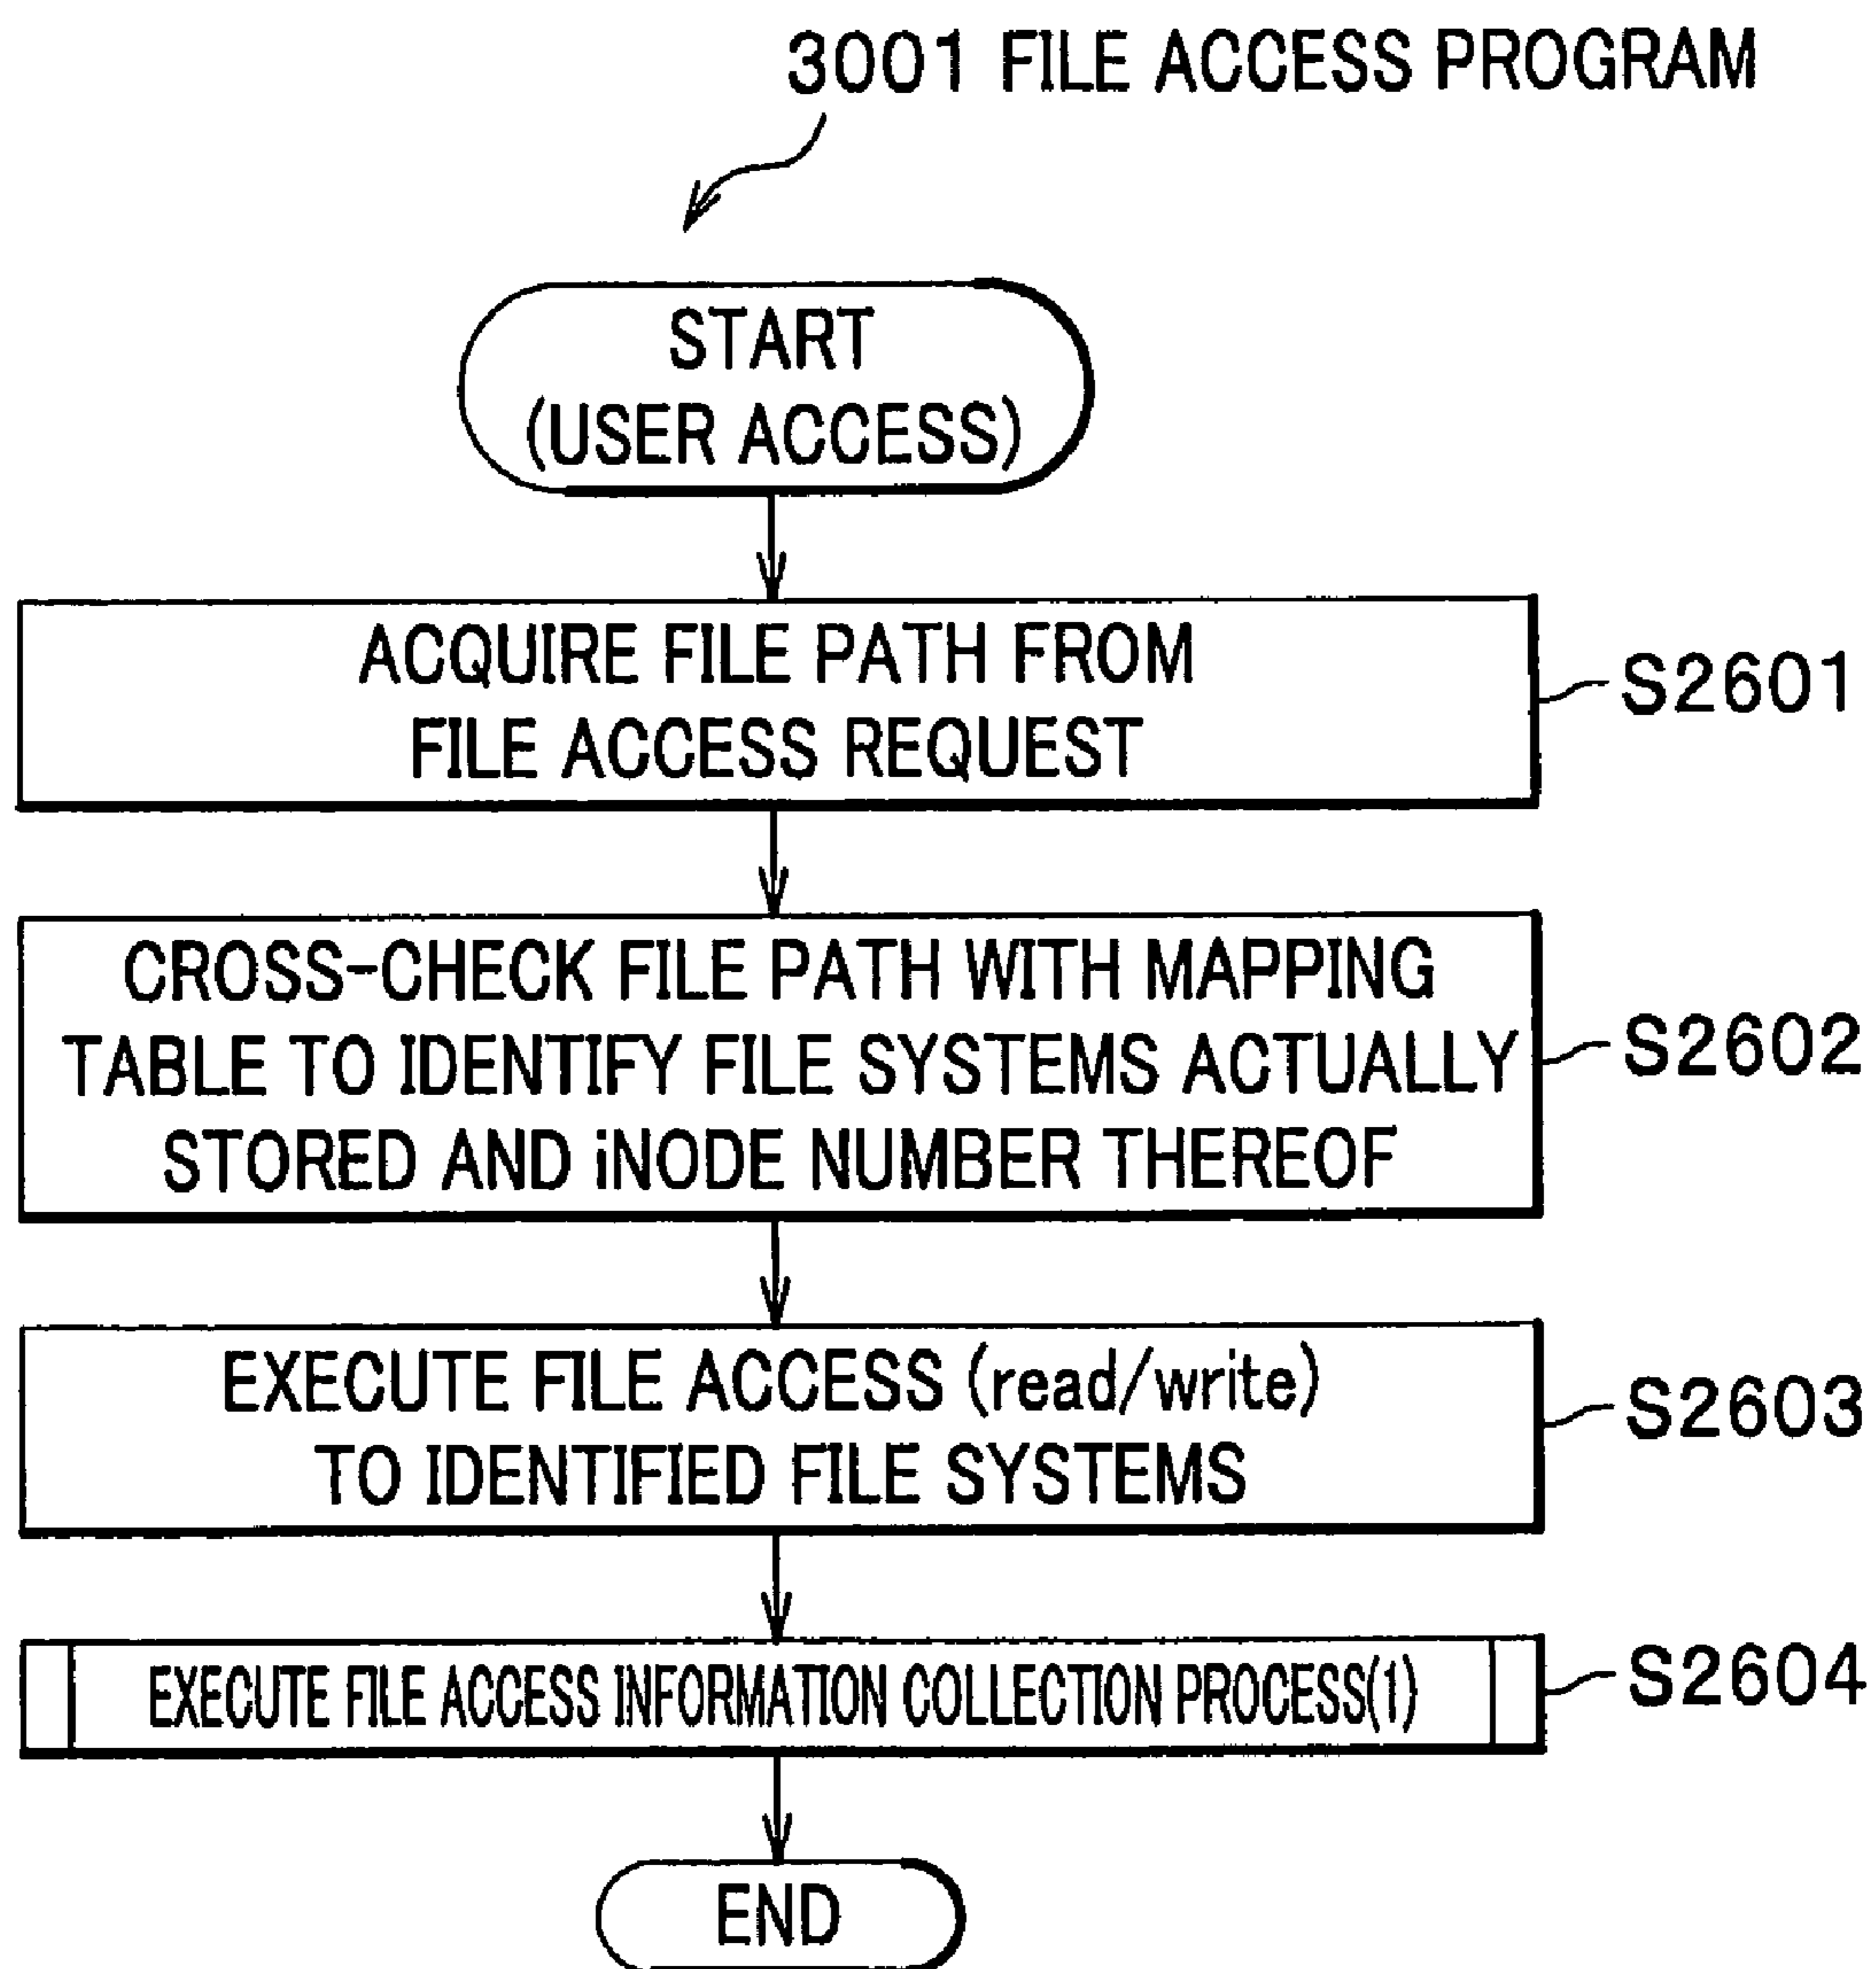 3001 FILE ACCESS PROGRAM
START
(USER ACCESS)
ACQUIRE FILE PATH FROM
FILE ACCESS REQUEST
S2601
CROSS-CHECK FILE PATH WITH MAPPING
TABLE TO IDENTIFY FILE SYSTEMS ACTUALLY
STORED AND iNODE NUMBER THEREOF
S2602
EXECUTE FILE ACCESS (read/write)
TO IDENTIFIED FILE SYSTEMS
S2603
EXECUTE FILE ACCESS INFORMATION COLLECTION PROCESS(1)
S2604
END